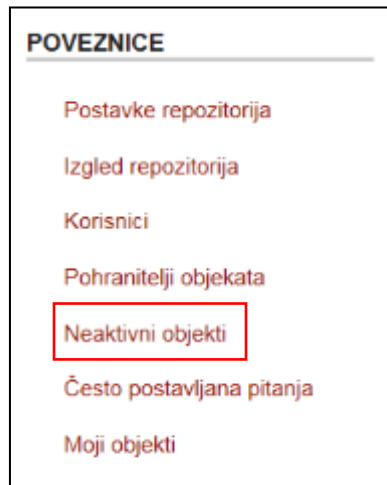 POVEZNICE
Postavke repozitorija
Izgled repozitorija
Korisnici
Pohranitelji objekata
Neaktivni objekti
Često postavljana pitanja
Moji objekti